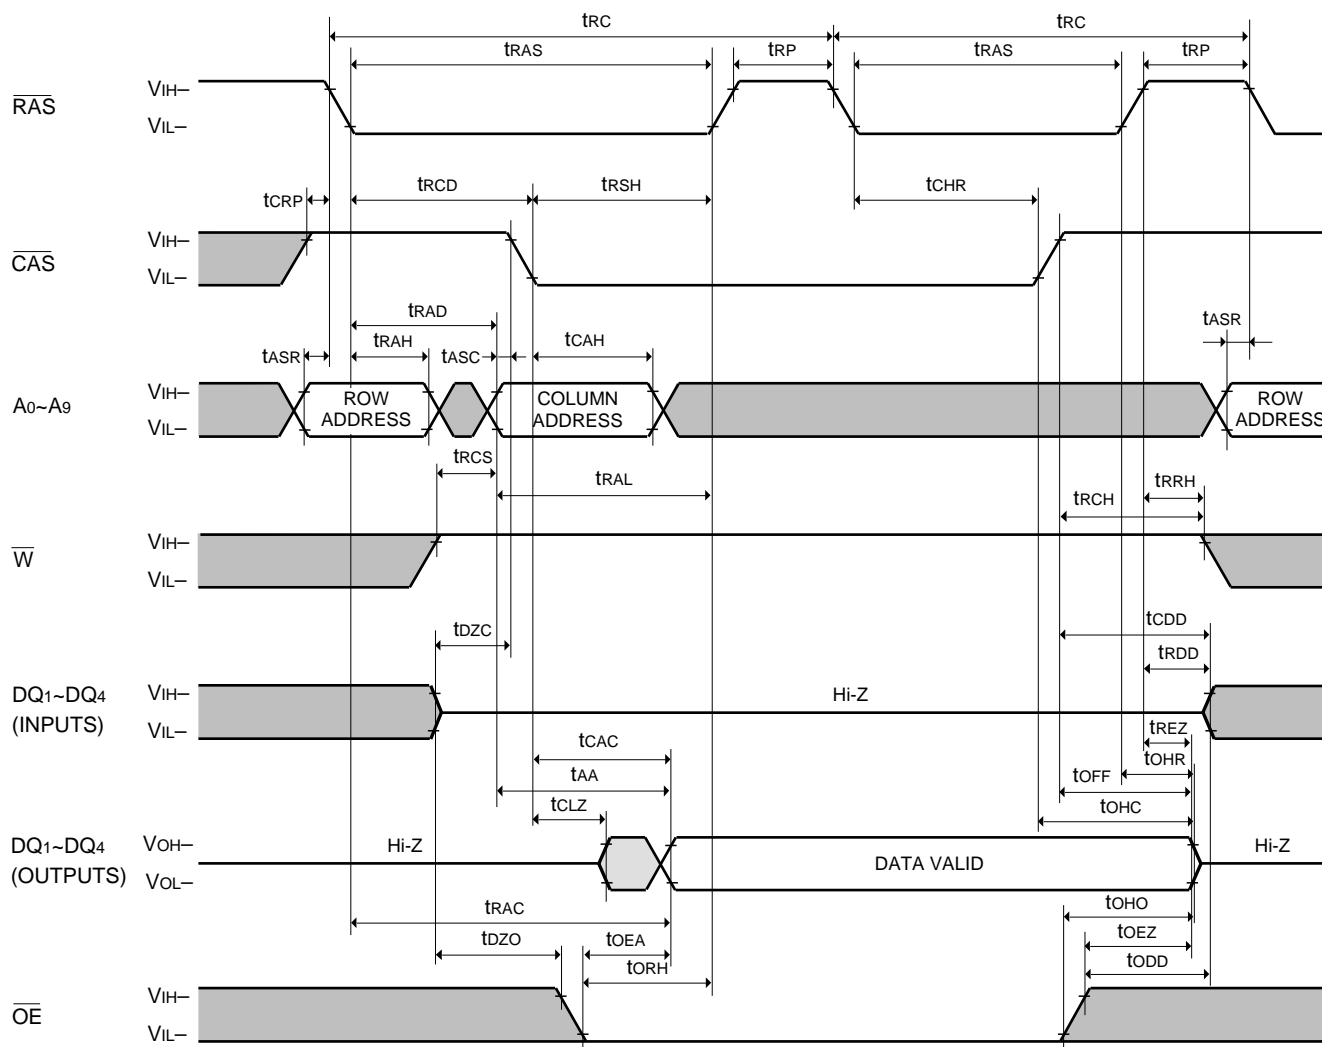 tRC tRC
tRAS tRP tRAS tRP
RAS VIH–
VIL–
tCRP tRCD tRSH tCHR
CAS VIH–
VIL–
tRAD
tASR tRAH tASC tCAH tASR
A0~A9 VIH–
VIL–
ROW
ADDRESS
COLUMN
ADDRESS
ROW
ADDRESS
tRCS tRAL tRRH
tRCH
W VIH–
VIL–
tDZC tCDD
tRDD
DQ1~DQ4
(INPUTS)
VIH–
VIL–
Hi-Z
tCAC tREZ
tOHR
tAA tOFF
tCLZ tOHC
DQ1~DQ4
(OUTPUTS)
VOH–
VOL–
Hi-Z DATA VALID Hi-Z
tRAC tOHO
tDZO tOEA tOEZ
tORH tODD
OE VIH–
VIL–